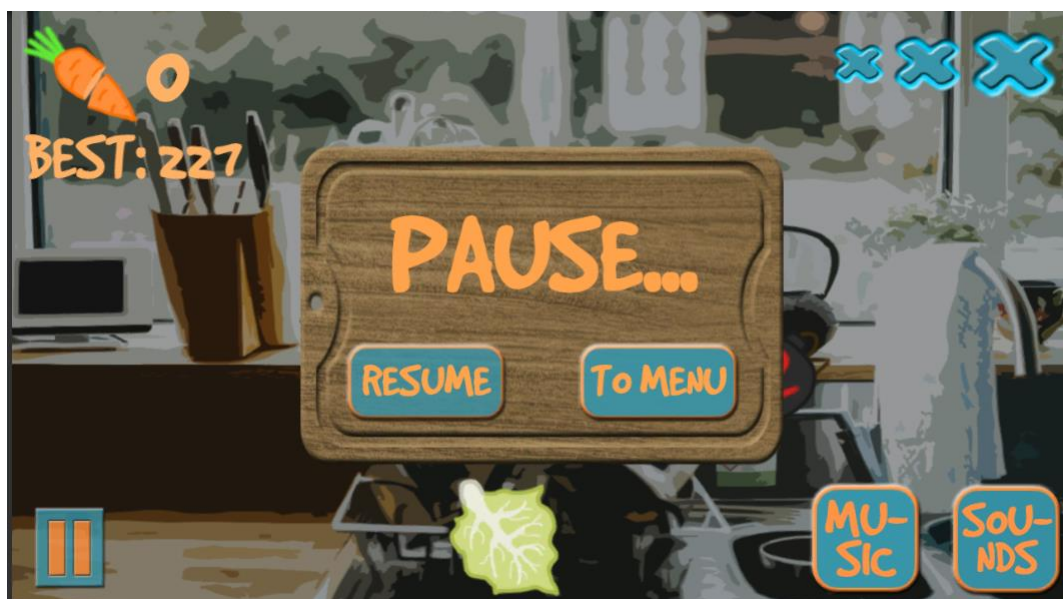 0
BEST: 227
PAUSE...
RESUME
TO MENU
MU-
SIC
SOU-
NDS